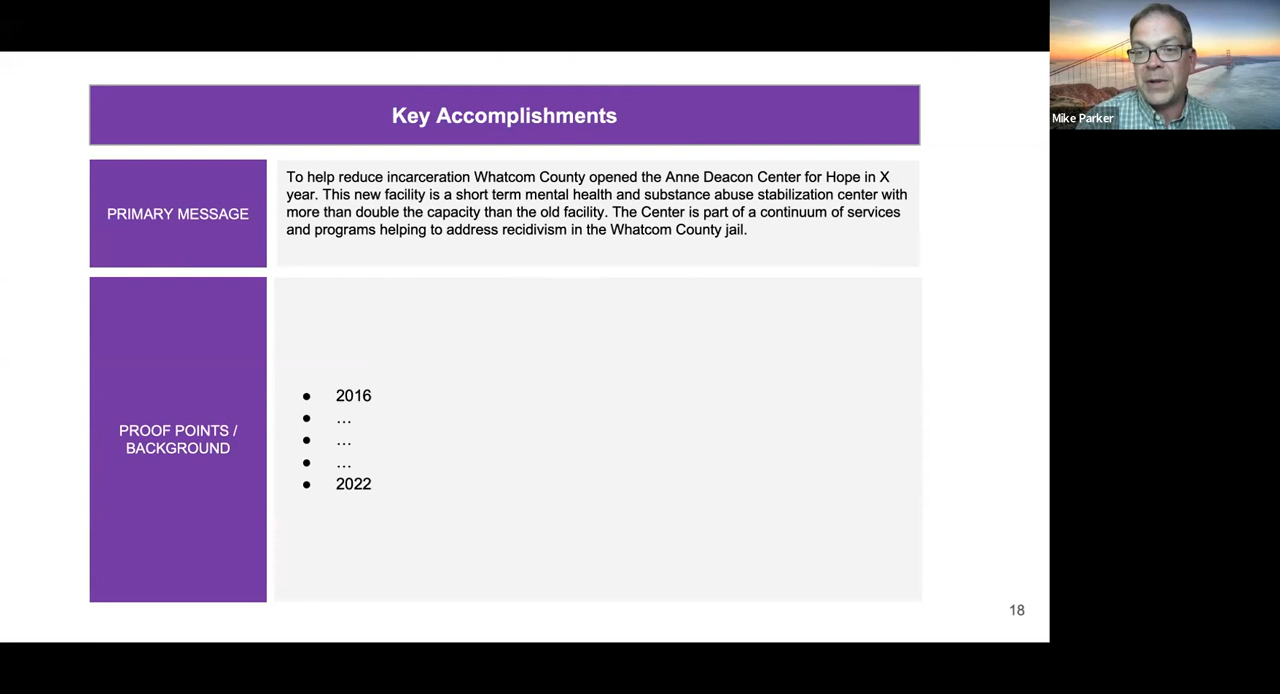 Key Accomplishments
PRIMARY MESSAGE
To help reduce incarceration Whatcom County opened the Anne Deacon Center for Hope in X
year. This new facility is a short term mental health and substance abuse stabilization center with
more than double the capacity than the old facility. The Center is part of a continuum of services
and programs helping to address recidivism in the Whatcom County jail.
PROOF POINTS /
BACKGROUND
● 2016
● …
● …
● …
● 2022
18
Mike Parker